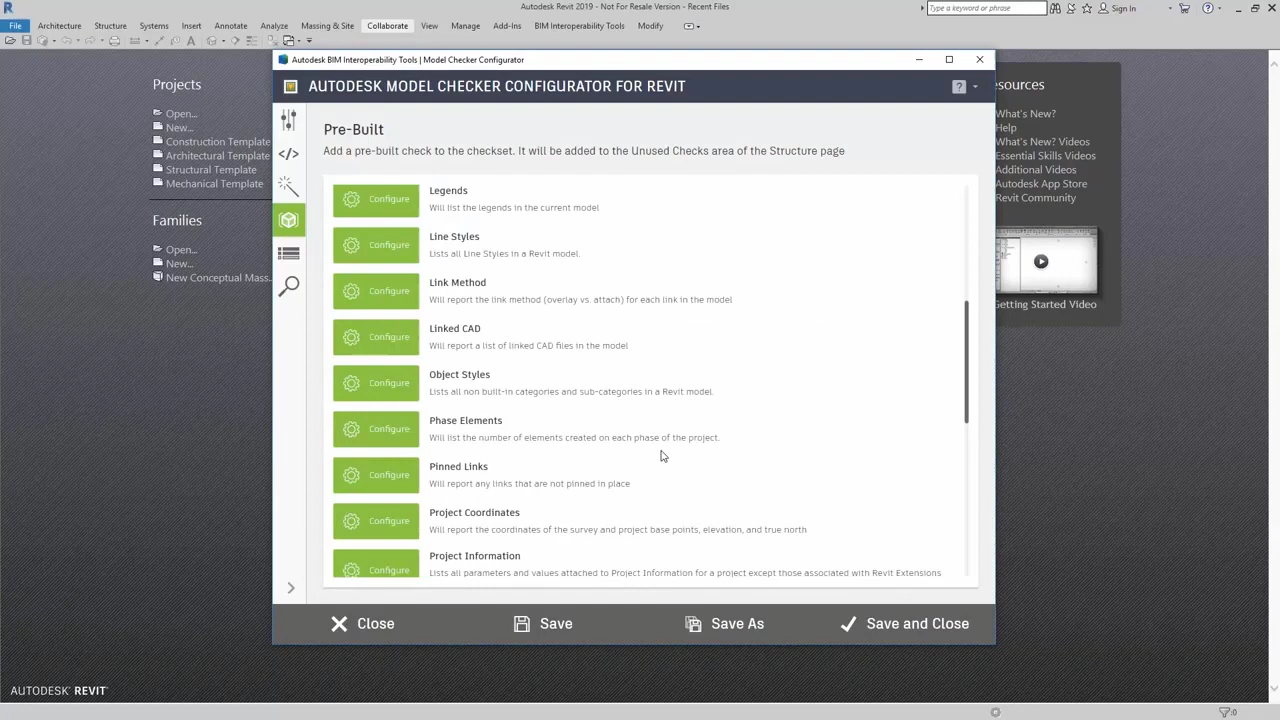 Autodesk Revit 2019 - Not For Resale Version - Recent Files
Type a keyword or phrase
Sign In
File Architecture Structure Systems Insert Annotate Analyze Massing & Site Collaborate View Manage Add-Ins BIM Interoperability Tools Modify
Autodesk BIM Interoperability Tools | Model Checker Configurator
AUTODESK MODEL CHECKER CONFIGURATOR FOR REVIT
Projects
Open...
New...
Construction Template
Architectural Template
Structural Template
Mechanical Template
Families
Open...
New...
New Conceptual Mass...
Pre-Built
Add a pre-built check to the checkset. It will be added to the Unused Checks area of the Structure page
Configure
Legends
Will list the legends in the current model
Configure
Line Styles
Lists all Line Styles in a Revit model.
Configure
Link Method
Will report the link method (overlay vs. attach) for each link in the model
Configure
Linked CAD
Will report a list of linked CAD files in the model
Configure
Object Styles
Lists all non built-in categories and sub-categories in a Revit model.
Configure
Phase Elements
Will list the number of elements created on each phase of the project.
Configure
Pinned Links
Will report any links that are not pinned in place
Configure
Project Coordinates
Will report the coordinates of the survey and project base points, elevation, and true north
Configure
Project Information
Lists all parameters and values attached to Project Information for a project except those associated with Revit Extensions
Close
Save
Save As
Save and Close
esources
What's New?
Help
What's New? Videos
Essential Skills Videos
Additional Videos
Autodesk App Store
Revit Community
Getting Started Video
AUTODESK® REVIT®
:0